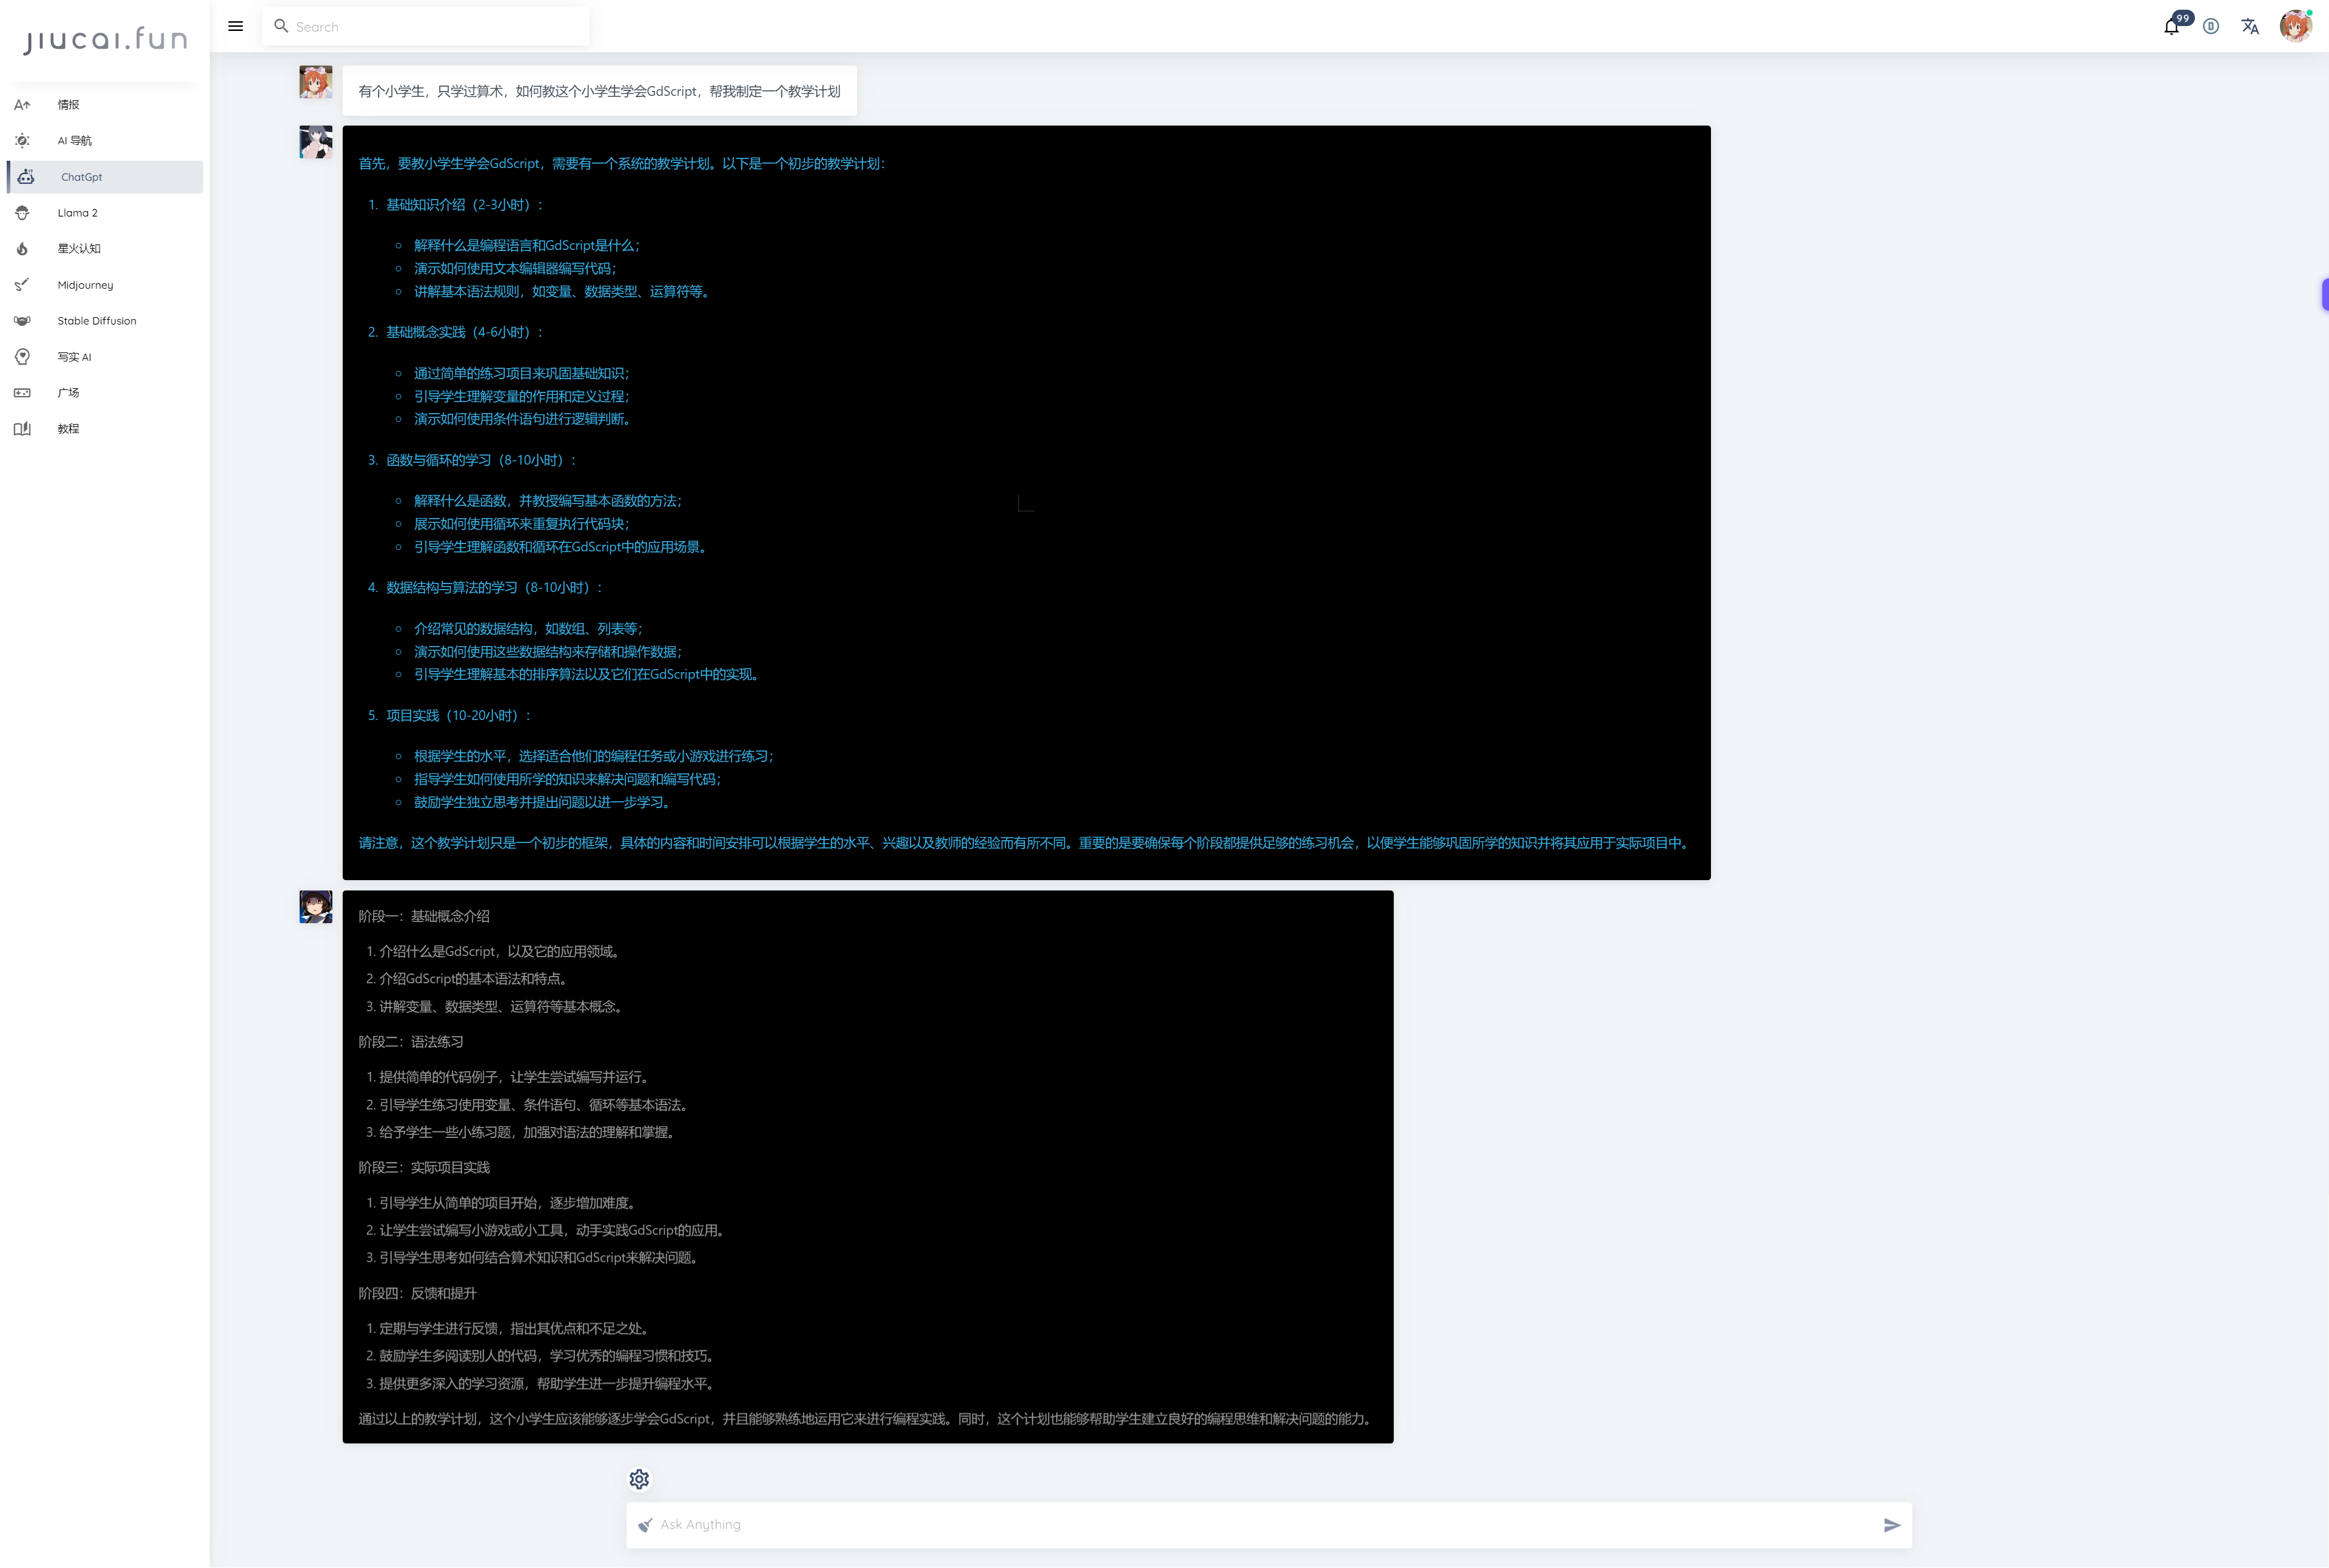 jiucai.fun
Search
99
情报
AI 导航
ChatGpt
Llama 2
星火认知
Midjourney
Stable Diffusion
写实 AI
广场
教程
有个小学生，只学过算术，如何教这个小学生学会GdScript，帮我制定一个教学计划
首先，要教小学生学会GdScript，需要有一个系统的教学计划。以下是一个初步的教学计划：
1. 基础知识介绍（2-3小时）：
解释什么是编程语言和GdScript是什么；
演示如何使用文本编辑器编写代码；
讲解基本语法规则，如变量、数据类型、运算符等。
2. 基础概念实践（4-6小时）：
通过简单的练习项目来巩固基础知识；
引导学生理解变量的作用和定义过程；
演示如何使用条件语句进行逻辑判断。
3. 函数与循环的学习（8-10小时）：
解释什么是函数，并教授编写基本函数的方法；
展示如何使用循环来重复执行代码块；
引导学生理解函数和循环在GdScript中的应用场景。
4. 数据结构与算法的学习（8-10小时）：
介绍常见的数据结构，如数组、列表等；
演示如何使用这些数据结构来存储和操作数据；
引导学生理解基本的排序算法以及它们在GdScript中的实现。
5. 项目实践（10-20小时）：
根据学生的水平，选择适合他们的编程任务或小游戏进行练习；
指导学生如何使用所学的知识来解决问题和编写代码；
鼓励学生独立思考并提出问题以进一步学习。
请注意，这个教学计划只是一个初步的框架，具体的内容和时间安排可以根据学生的水平、兴趣以及教师的经验而有所不同。重要的是要确保每个阶段都提供足够的练习机会，以便学生能够巩固所学的知识并将其应用于实际项目中。
阶段一：基础概念介绍
1. 介绍什么是GdScript，以及它的应用领域。
2. 介绍GdScript的基本语法和特点。
3. 讲解变量、数据类型、运算符等基本概念。
阶段二：语法练习
1. 提供简单的代码例子，让学生尝试编写并运行。
2. 引导学生练习使用变量、条件语句、循环等基本语法。
3. 给予学生一些小练习题，加强对语法的理解和掌握。
阶段三：实际项目实践
1. 引导学生从简单的项目开始，逐步增加难度。
2. 让学生尝试编写小游戏或小工具，动手实践GdScript的应用。
3. 引导学生思考如何结合算术知识和GdScript来解决问题。
阶段四：反馈和提升
1. 定期与学生进行反馈，指出其优点和不足之处。
2. 鼓励学生多阅读别人的代码，学习优秀的编程习惯和技巧。
3. 提供更多深入的学习资源，帮助学生进一步提升编程水平。
通过以上的教学计划，这个小学生应该能够逐步学会GdScript，并且能够熟练地运用它来进行编程实践。同时，这个计划也能够帮助学生建立良好的编程思维和解决问题的能力。
Ask Anything